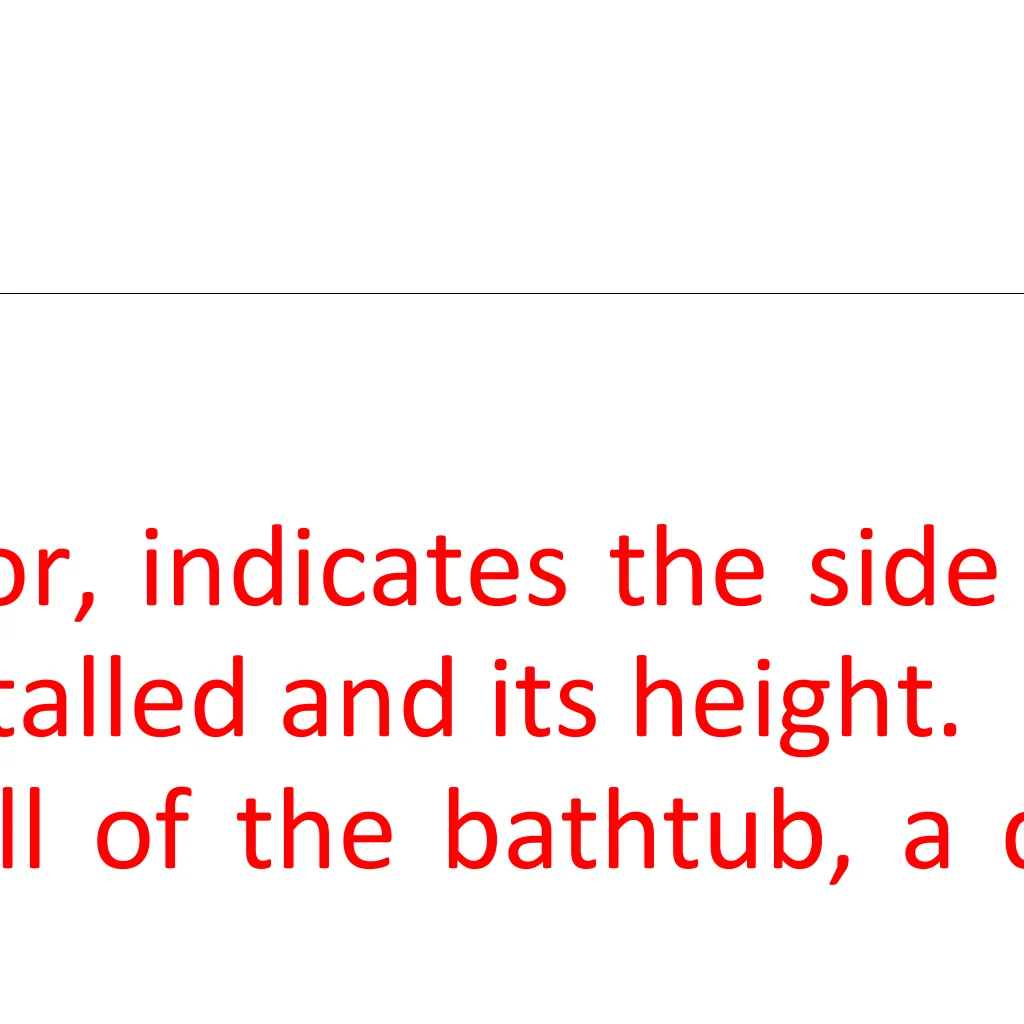 or, indicates the side
talled and its height.
ll of the bathtub, a